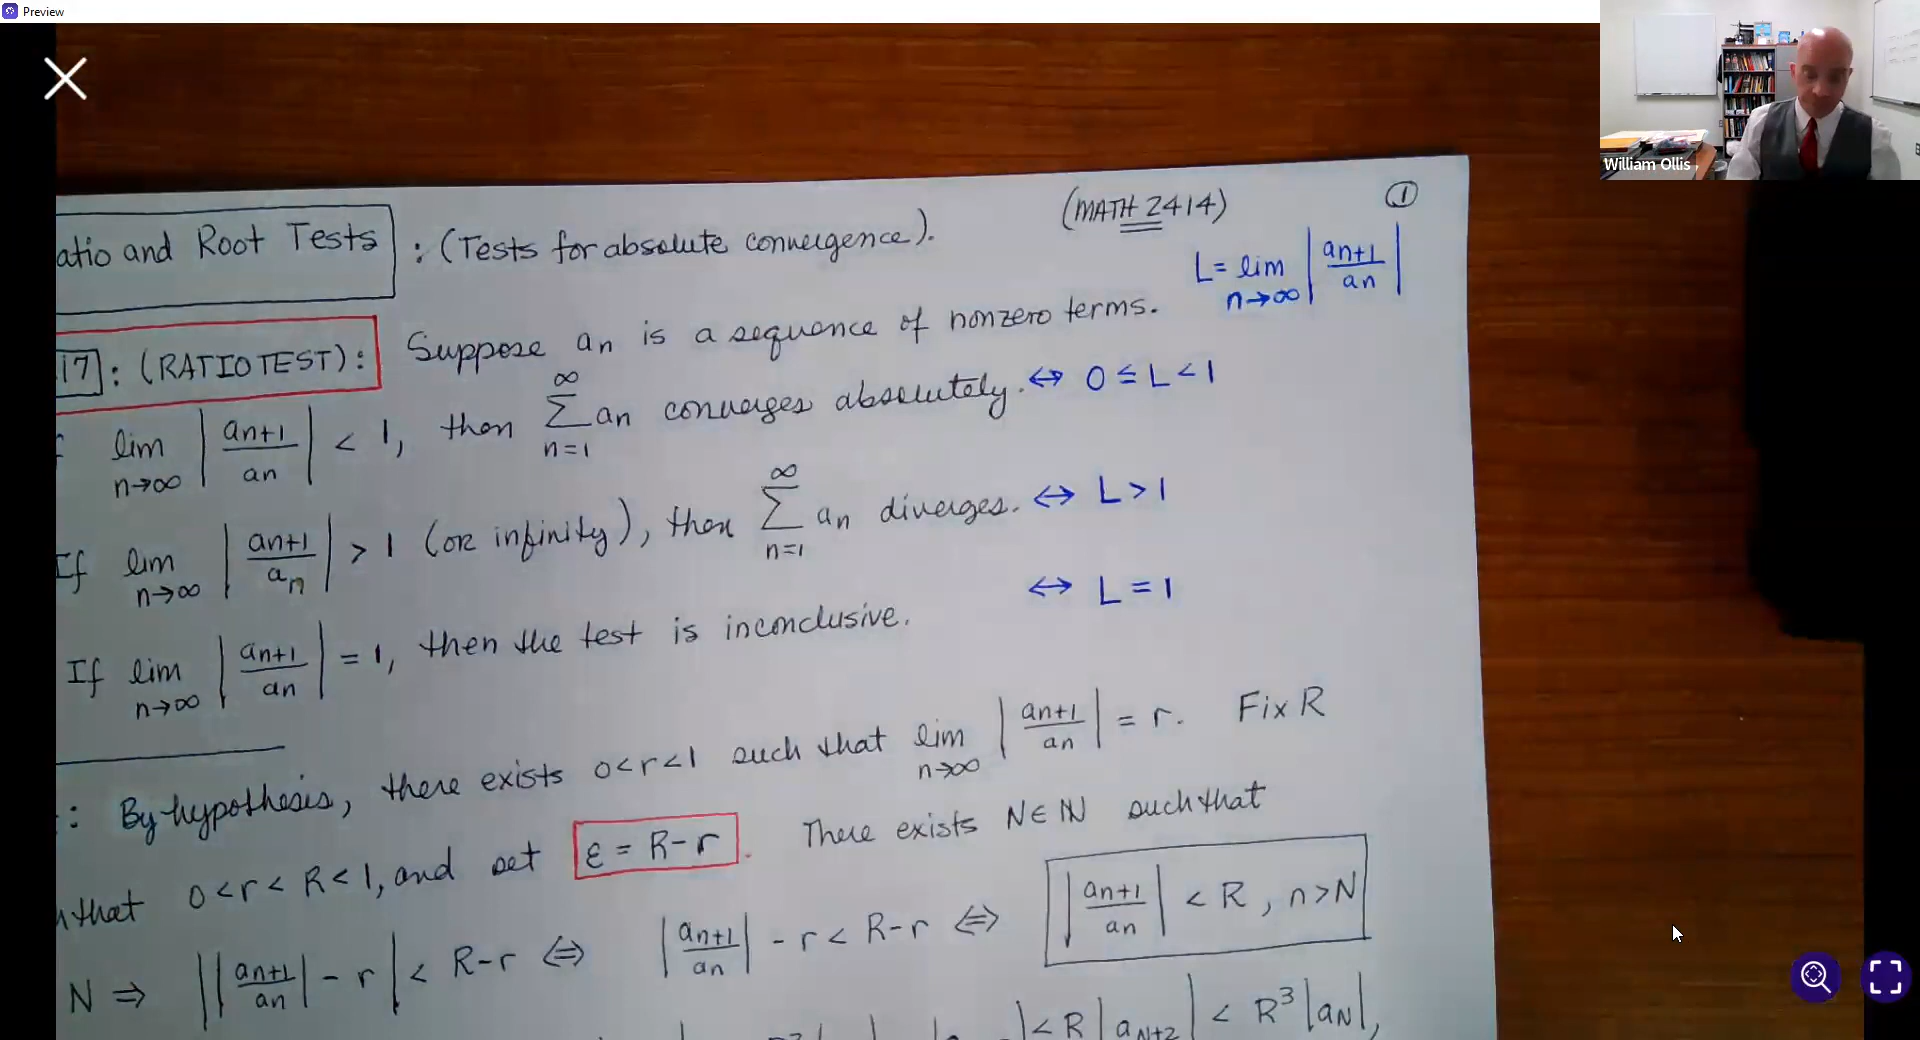 Preview
William Ollis
(MATH 2414) ①
atio and Root Tests : (Tests for absolute convergence).
L = lim n→∞ |an+1 / an|
17 : (RATIO TEST): Suppose an is a sequence of nonzero terms.
lim n→∞ |an+1 / an| < 1, then ∞ Σ n=1 an converges absolutely. ↔ 0 ≤ L < 1
If lim n→∞ |an+1 / an| > 1 (or infinity), then ∞ Σ n=1 an diverges. ↔ L > 1
If lim n→∞ |an+1 / an| = 1, then the test is inconclusive. ↔ L = 1
: By hypothesis, there exists 0<r<1 such that lim n→∞ |an+1 / an| = r. Fix R
that 0<r<R<1, and set ε = R-r. There exists N∈ℕ such that
N ⇒ ||an+1 / an| - r| < R-r ⇔ |an+1 / an| - r < R-r ⇔ |an+1 / an| < R, n>N
|< R |aN+2| < R³ |aN|,